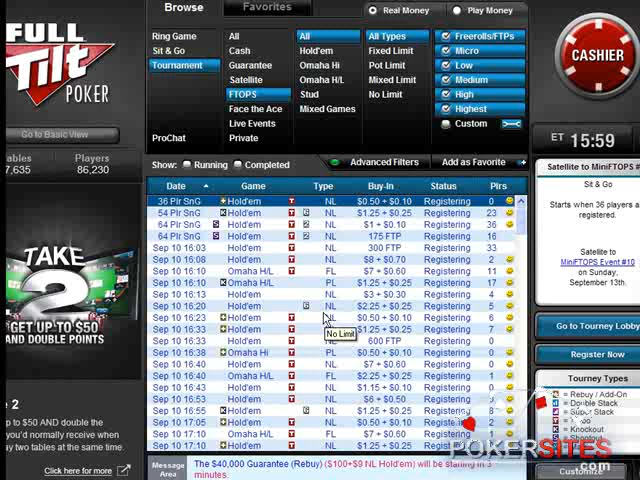 FULL
TiLT
POKER
Go to Basic View
ables Players
7,635 86,230
TAKE
2
GET UP TO $50
AND DOUBLE POINTS
e 2
up to $50 AND double the
you'd normally receive when
two tables at the same time.
Click here for more
Browse Favorites
Ring Game
Sit & Go
Tournament
ProChat
All
Cash
Guarantee
Satellite
FTOPS
Face the Ace
Live Events
Private
All
Hold'em
Omaha Hi
Omaha H/L
Stud
Mixed Games
Real Money Play Money
All Types
Fixed Limit
Pot Limit
Mixed Limit
No Limit
Freerolls/FTPs
Micro
Low
Medium
High
Highest
Custom
Show: Running Completed Advanced Filters Add as Favorite +
Date Game Type Buy-In Status Plrs
36 Plr SnG Hold'em T NL $0.50 + $0.10 Registering 0
54 Plr SnG K Hold'em T NL $1.25 + $0.25 Registering 23
64 Plr SnG S Hold'em T NL $1 + $0.10 Registering 36
64 Plr SnG S Hold'em T NL 175 FTP Registering 16
Sep 10 16:03 Hold'em NL 300 FTP Registering 33
Sep 10 16:08 Hold'em T NL $8 + $0.70 Registering 2
Sep 10 16:10 Omaha H/L T FL $7 + $0.60 Registering 11
Sep 10 16:10 K Omaha H/L PL $1.25 + $0.25 Registering 17
Sep 10 16:13 Hold'em NL $3 + $0.30 Registering 4
Sep 10 16:20 Hold'em NL $2.25 + $0.25 Registering 5
Sep 10 16:23 Hold'em T NL $0.50 + $0.10 Registering 6
Sep 10 16:33 Hold'em T $1.25 + $0.25 Registering 7
Sep 10 16:33 Hold'em NL 600 FTP Registering 0
Sep 10 16:38 Omaha Hi T PL $0.50 + $0.10 Registering 0
Sep 10 16:40 Hold'em T NL $7 + $0.60 Registering 0
Sep 10 16:40 Omaha H/L T FL $1.25 + $0.25 Registering 2
Sep 10 16:43 Hold'em T NL $1.15 + $0.10 Registering 0
Sep 10 16:53 Hold'em T NL $6 + $0.50 Registering 0
Sep 10 16:55 K Hold'em NL $1.25 + $0.25 Registering 0
Sep 10 17:05 Hold'em T NL $0.50 + $0.10 Registering 2
Sep 10 17:10 Omaha H/L T FL $7 + $0.60 Registering 0
Sep 10 17:10 Hold'em T NL $1.25 + $0.25 Registering 0
No Limit
Message
Area
The $40,000 Guarantee (Rebuy) ($100+$9 NL Hold'em) will be starting in 3
minutes.
CASHIER
ET 15:59
Satellite to MiniFTOPS #
Sit & Go
Starts when 36 players a
registered.
Satellite to
MiniFTOPS Event #10
on Sunday,
September 13th.
Go to Tourney Lobby
Register Now
Tourney Types
= Rebuy / Add-On
= Double Stack
= Super Stack
K = Knockout
S = Shootout
Customize
POKERSITES
.com